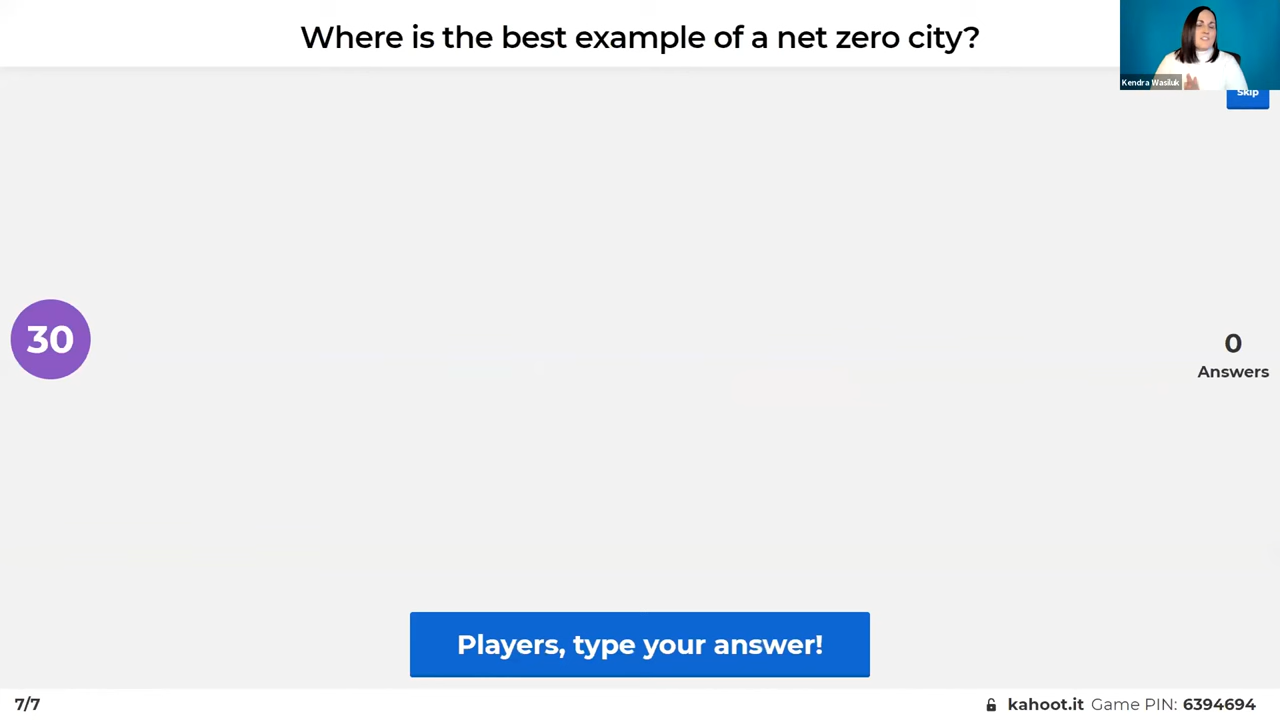 Where is the best example of a net zero city?
Kendra Wasiluk
Skip
30
0
Answers
Players, type your answer!
7/7
kahoot.it Game PIN: 6394694